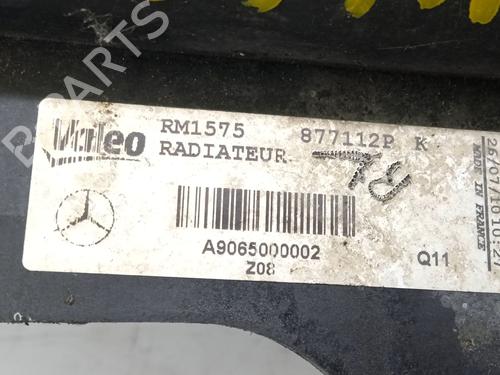 B-PARTS
Valeo
RM1575 877112P K
RADIATEUR
A9065000002
Z08
Q11
MADE IN FRANCE